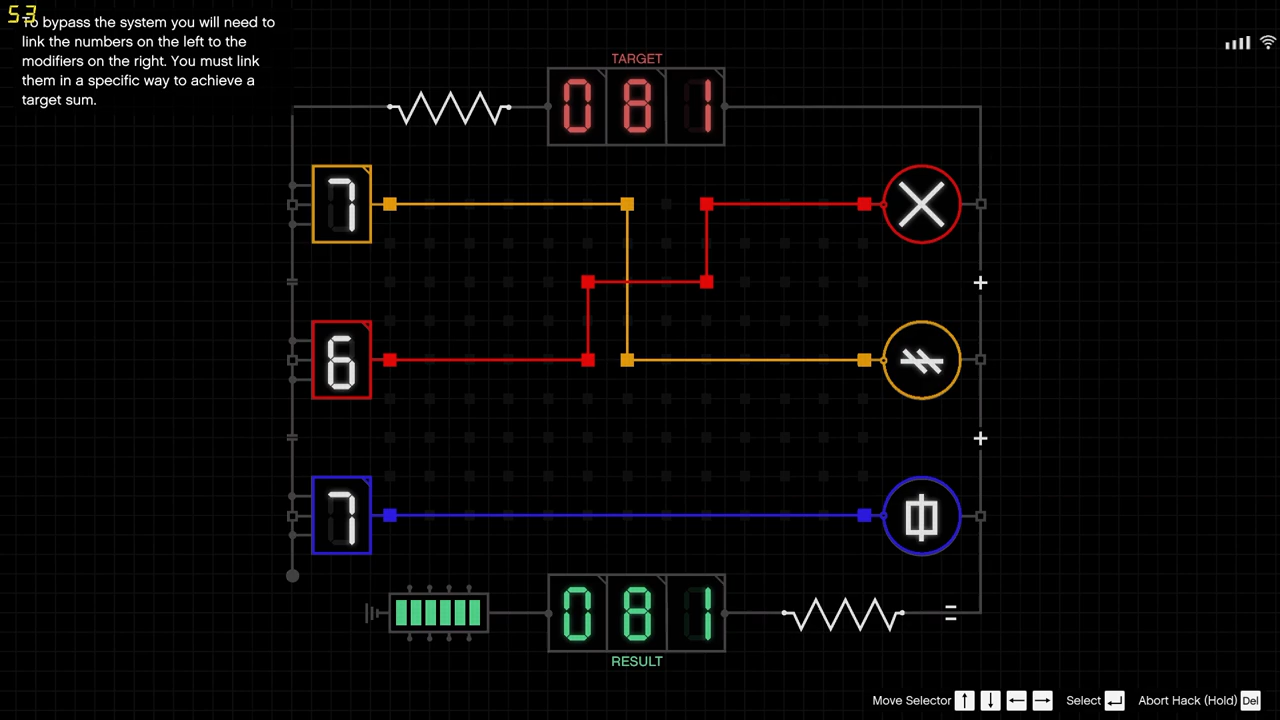 53
To bypass the system you will need to
link the numbers on the left to the
modifiers on the right. You must link
them in a specific way to achieve a
target sum.
TARGET
081
7
6
7
+
+
081
=
RESULT
Move Selector ↑ ↓ ← → Select ↵ Abort Hack (Hold) Del